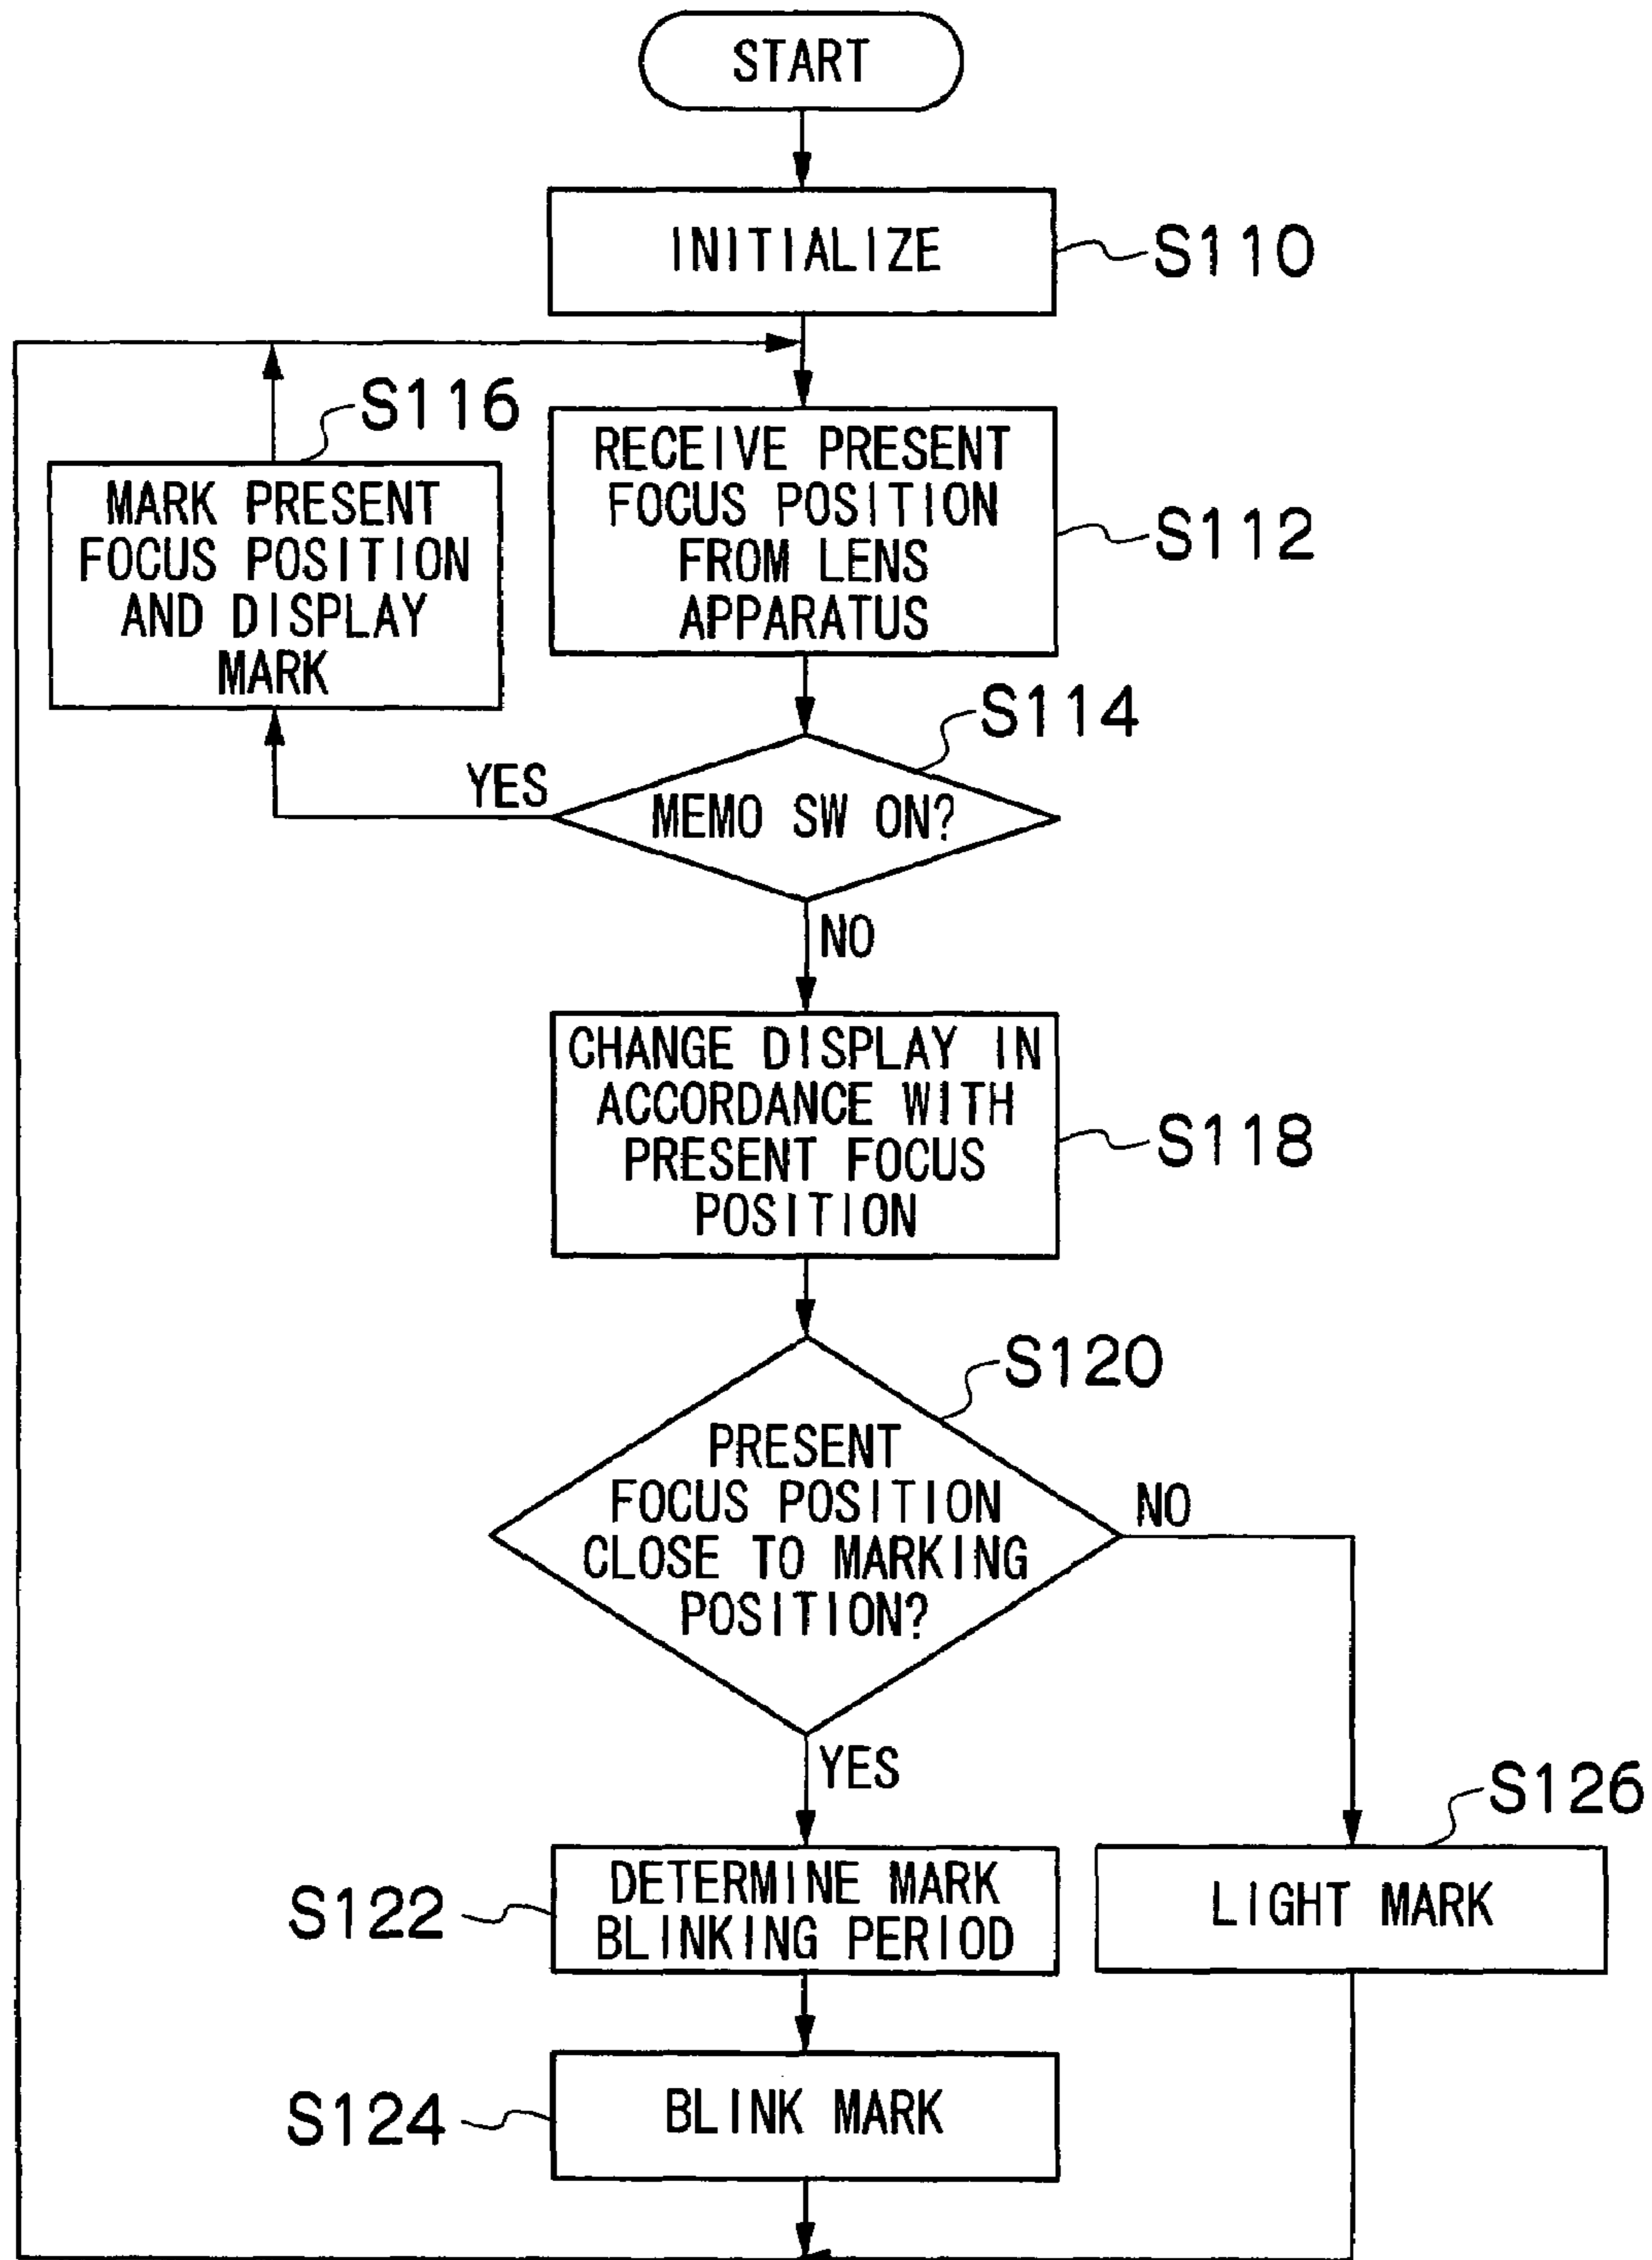 START
INITIALIZE
S110
S116
MARK PRESENT
FOCUS POSITION
AND DISPLAY
MARK
RECEIVE PRESENT
FOCUS POSITION
FROM LENS
APPARATUS
S112
S114
YES
MEMO SW ON?
NO
CHANGE DISPLAY IN
ACCORDANCE WITH
PRESENT FOCUS
POSITION
S118
S120
PRESENT
FOCUS POSITION
CLOSE TO MARKING
POSITION?
NO
YES
S126
S122
DETERMINE MARK
BLINKING PERIOD
LIGHT MARK
S124
BLINK MARK